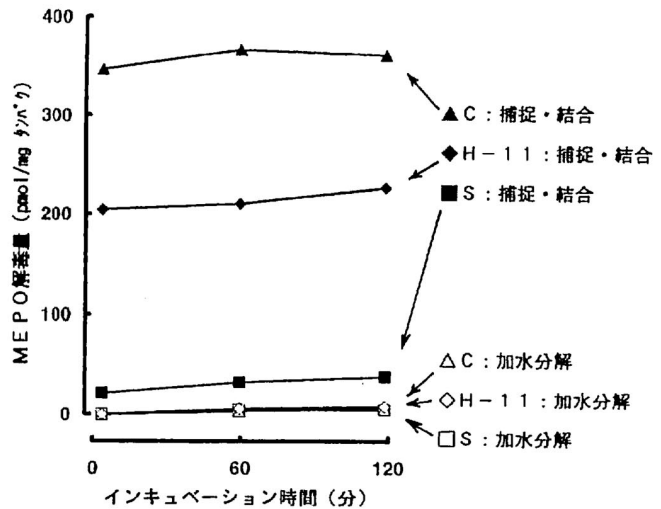 400
300
200
100
0
MEPO解毒量 (pmol/mg ﾀﾝﾊﾟｸ)
▲ C : 捕捉・結合
◆ H－11 : 捕捉・結合
■ S : 捕捉・結合
△ C : 加水分解
◇ H－11 : 加水分解
□ S : 加水分解
0 60 120
インキュベーション時間 (分)